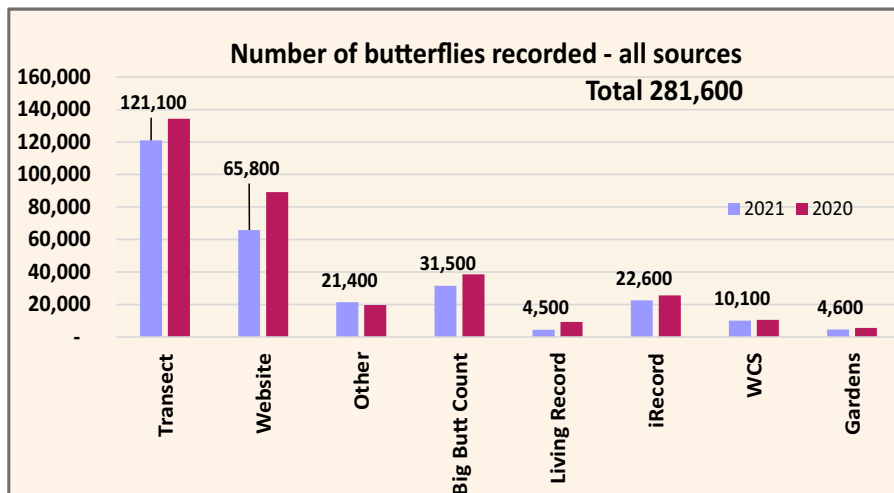 Number of butterflies recorded - all sources
Total 281,600
160,000
140,000
120,000
100,000
80,000
60,000
40,000
20,000
-
121,100
65,800
21,400
31,500
4,500
22,600
10,100
4,600
2021
2020
Transect
Website
Other
Big Butt Count
Living Record
iRecord
WCS
Gardens